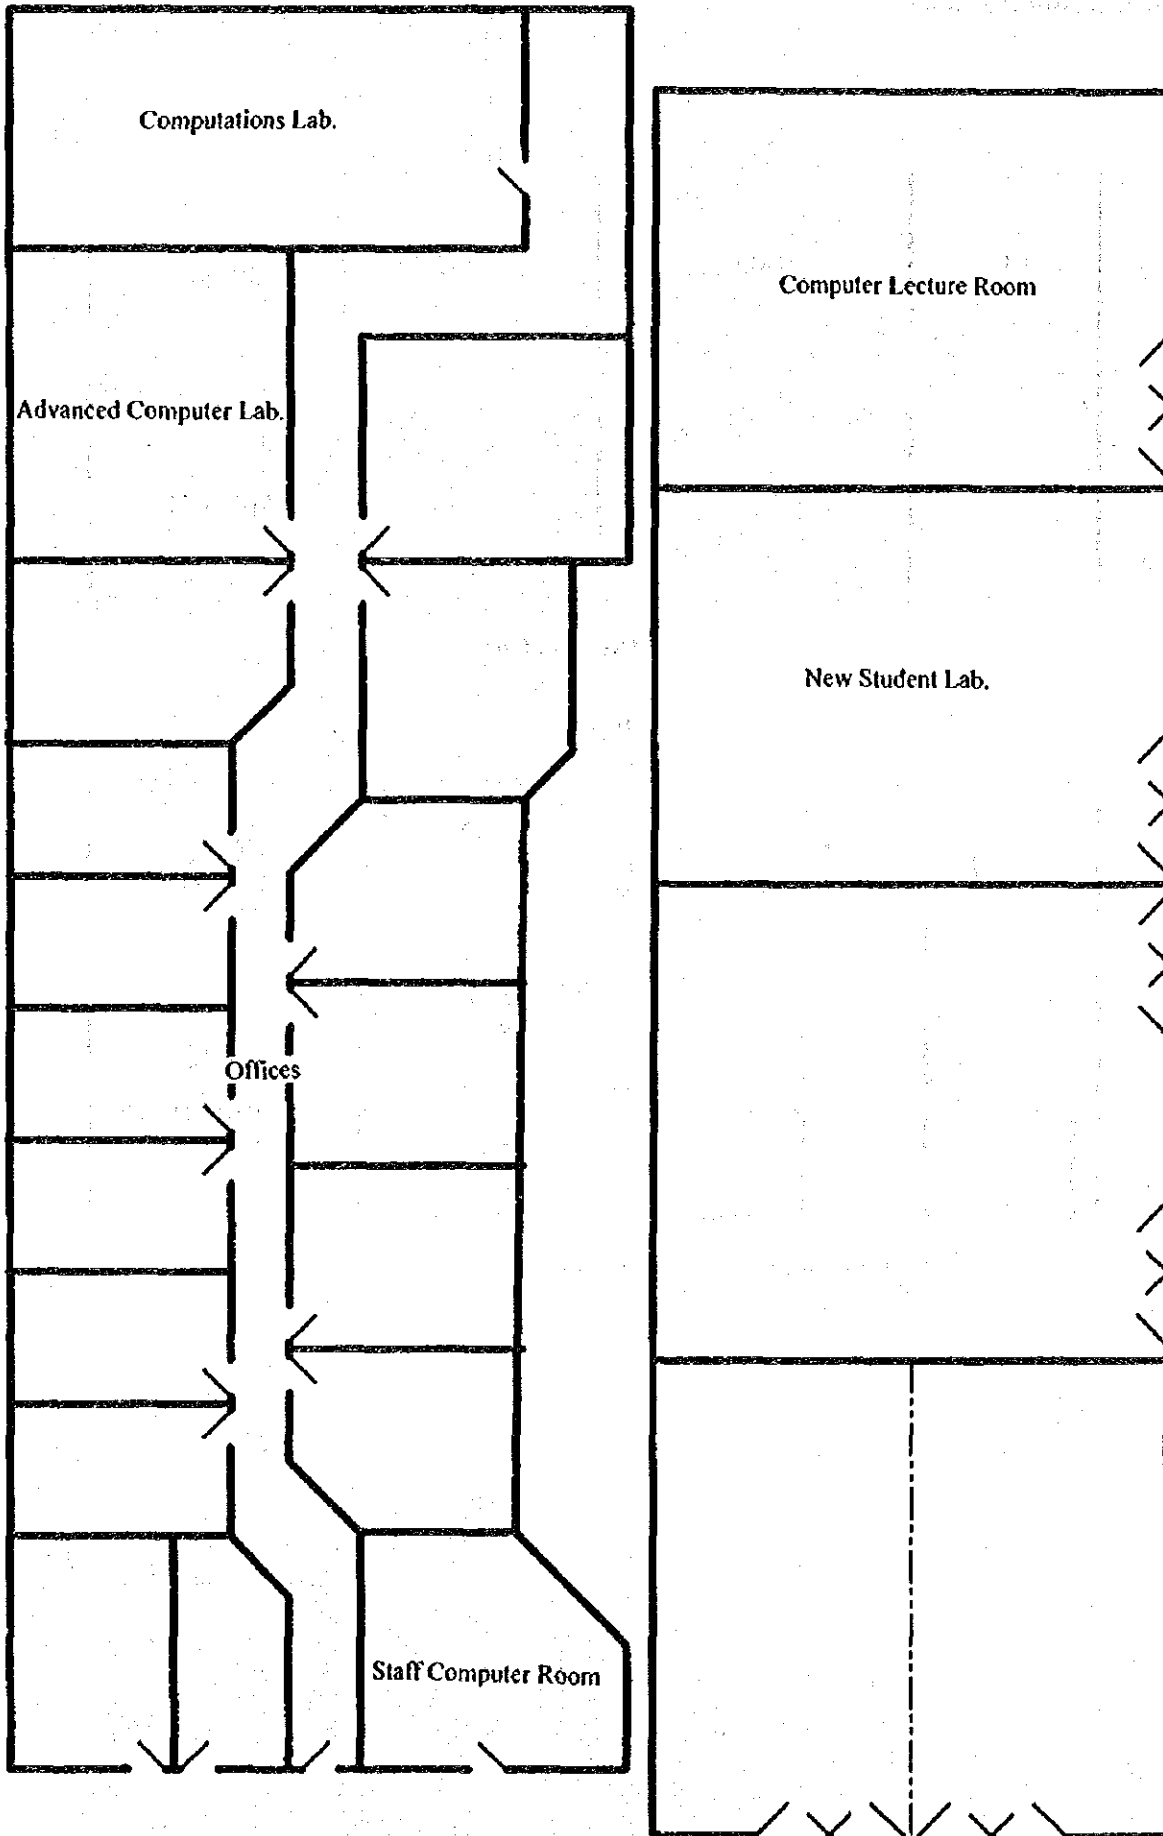 Computations Lab.
Computer Lecture Room
Advanced Computer Lab.
New Student Lab.
Offices
Staff Computer Room